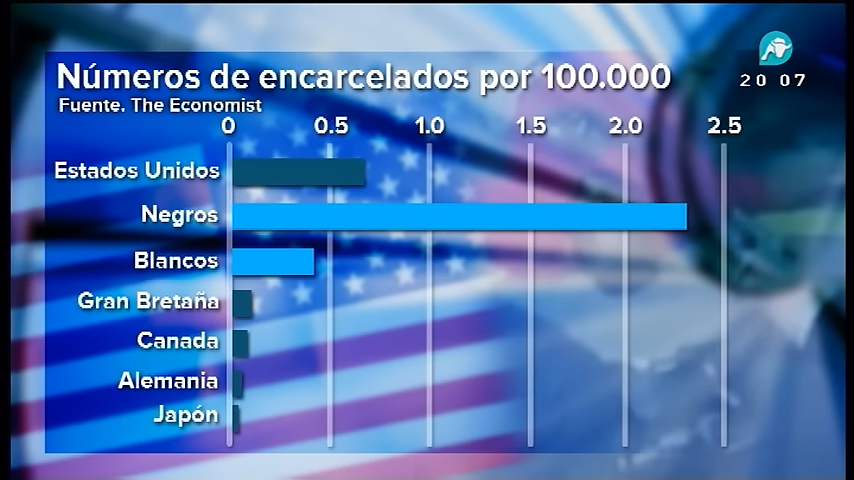 Números de encarcelados por 100.000
Fuente. The Economist
20 07
0 0.5 1.0 1.5 2.0 2.5
Estados Unidos
Negros
Blancos
Gran Bretaña
Canada
Alemania
Japón